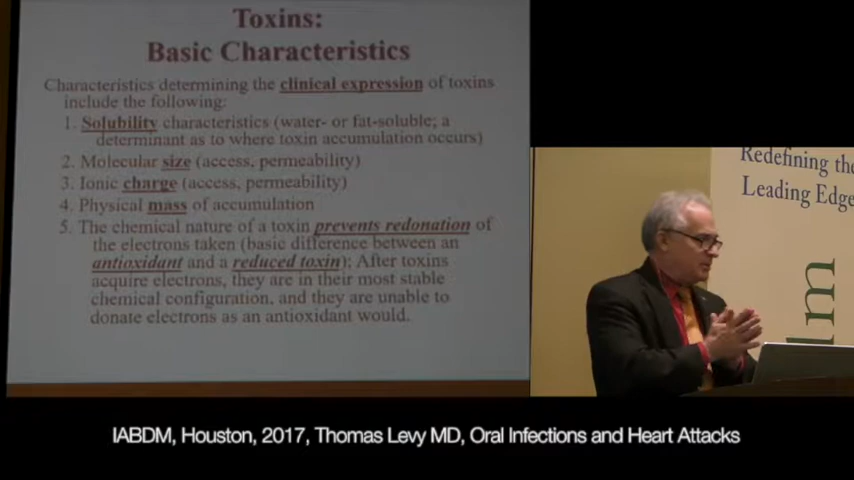 Toxins:
Basic Characteristics
Characteristics determining the clinical expression of toxins
include the following:
1. Solubility characteristics (water- or fat-soluble; a
determinant as to where toxin accumulation occurs)
2. Molecular size (access, permeability)
3. Ionic charge (access, permeability)
4. Physical mass of accumulation
5. The chemical nature of a toxin prevents redonation of
the electrons taken (basic difference between an
antioxidant and a reduced toxin); After toxins
acquire electrons, they are in their most stable
chemical configuration, and they are unable to
donate electrons as an antioxidant would.
Redefining the
Leading Edge
dm
IABDM, Houston, 2017, Thomas Levy MD, Oral Infections and Heart Attacks